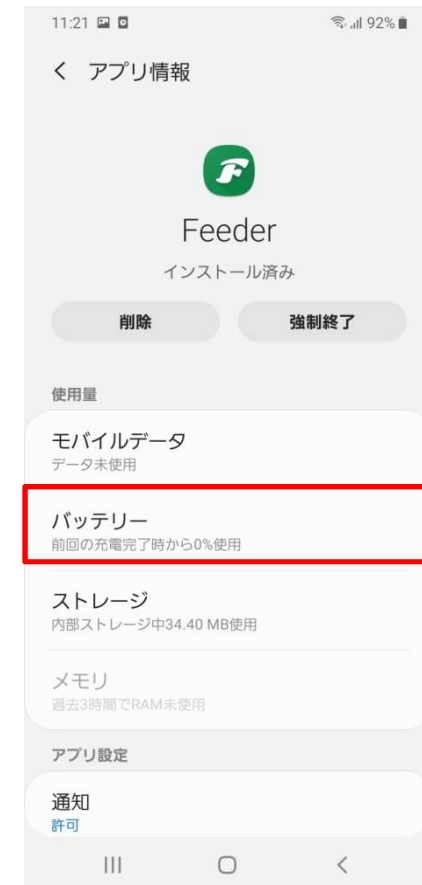 11:21 92%
アプリ情報
Feeder
インストール済み
削除 強制終了
使用量
モバイルデータ
データ未使用
バッテリー
前回の充電完了時から0%使用
ストレージ
内部ストレージ中34.40 MB使用
メモリ
過去3時間でRAM未使用
アプリ設定
通知
許可